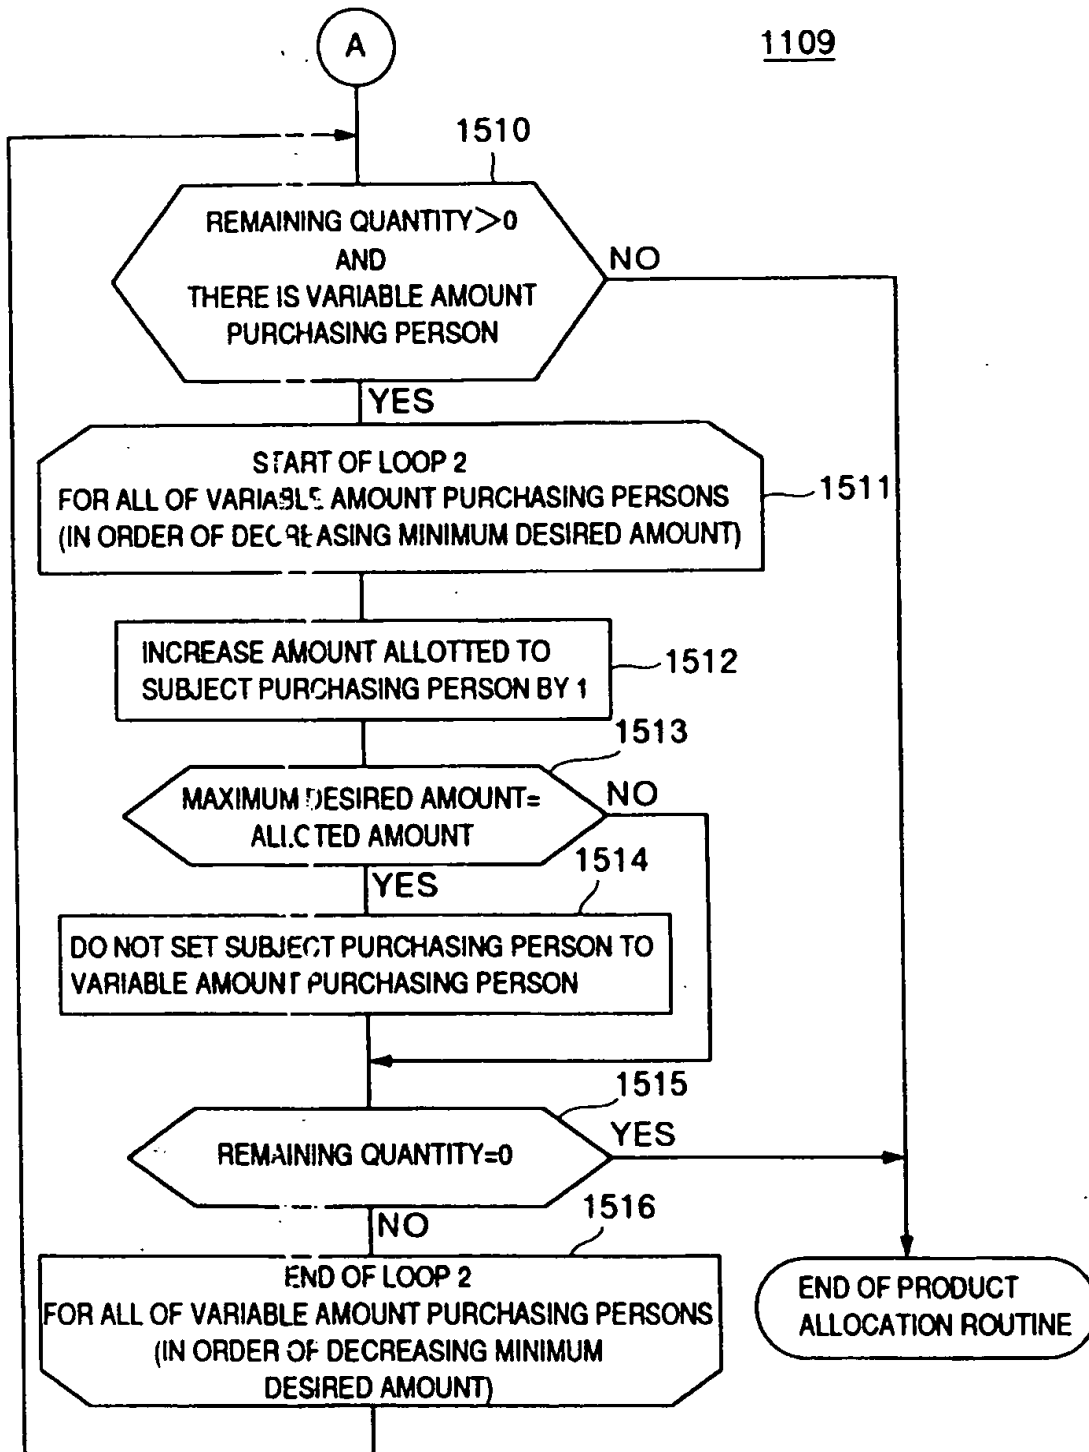 A
1109
1510
REMAINING QUANTITY>0
AND
THERE IS VARIABLE AMOUNT
PURCHASING PERSON
NO
YES
START OF LOOP 2
FOR ALL OF VARIABLE AMOUNT PURCHASING PERSONS
(IN ORDER OF DECREASING MINIMUM DESIRED AMOUNT)
1511
INCREASE AMOUNT ALLOTTED TO
SUBJECT PURCHASING PERSON BY 1
1512
1513
MAXIMUM DESIRED AMOUNT=
ALLOTED AMOUNT
NO
YES
1514
DO NOT SET SUBJECT PURCHASING PERSON TO
VARIABLE AMOUNT PURCHASING PERSON
1515
REMAINING QUANTITY=0
YES
NO
1516
END OF LOOP 2
FOR ALL OF VARIABLE AMOUNT PURCHASING PERSONS
(IN ORDER OF DECREASING MINIMUM
DESIRED AMOUNT)
END OF PRODUCT
ALLOCATION ROUTINE